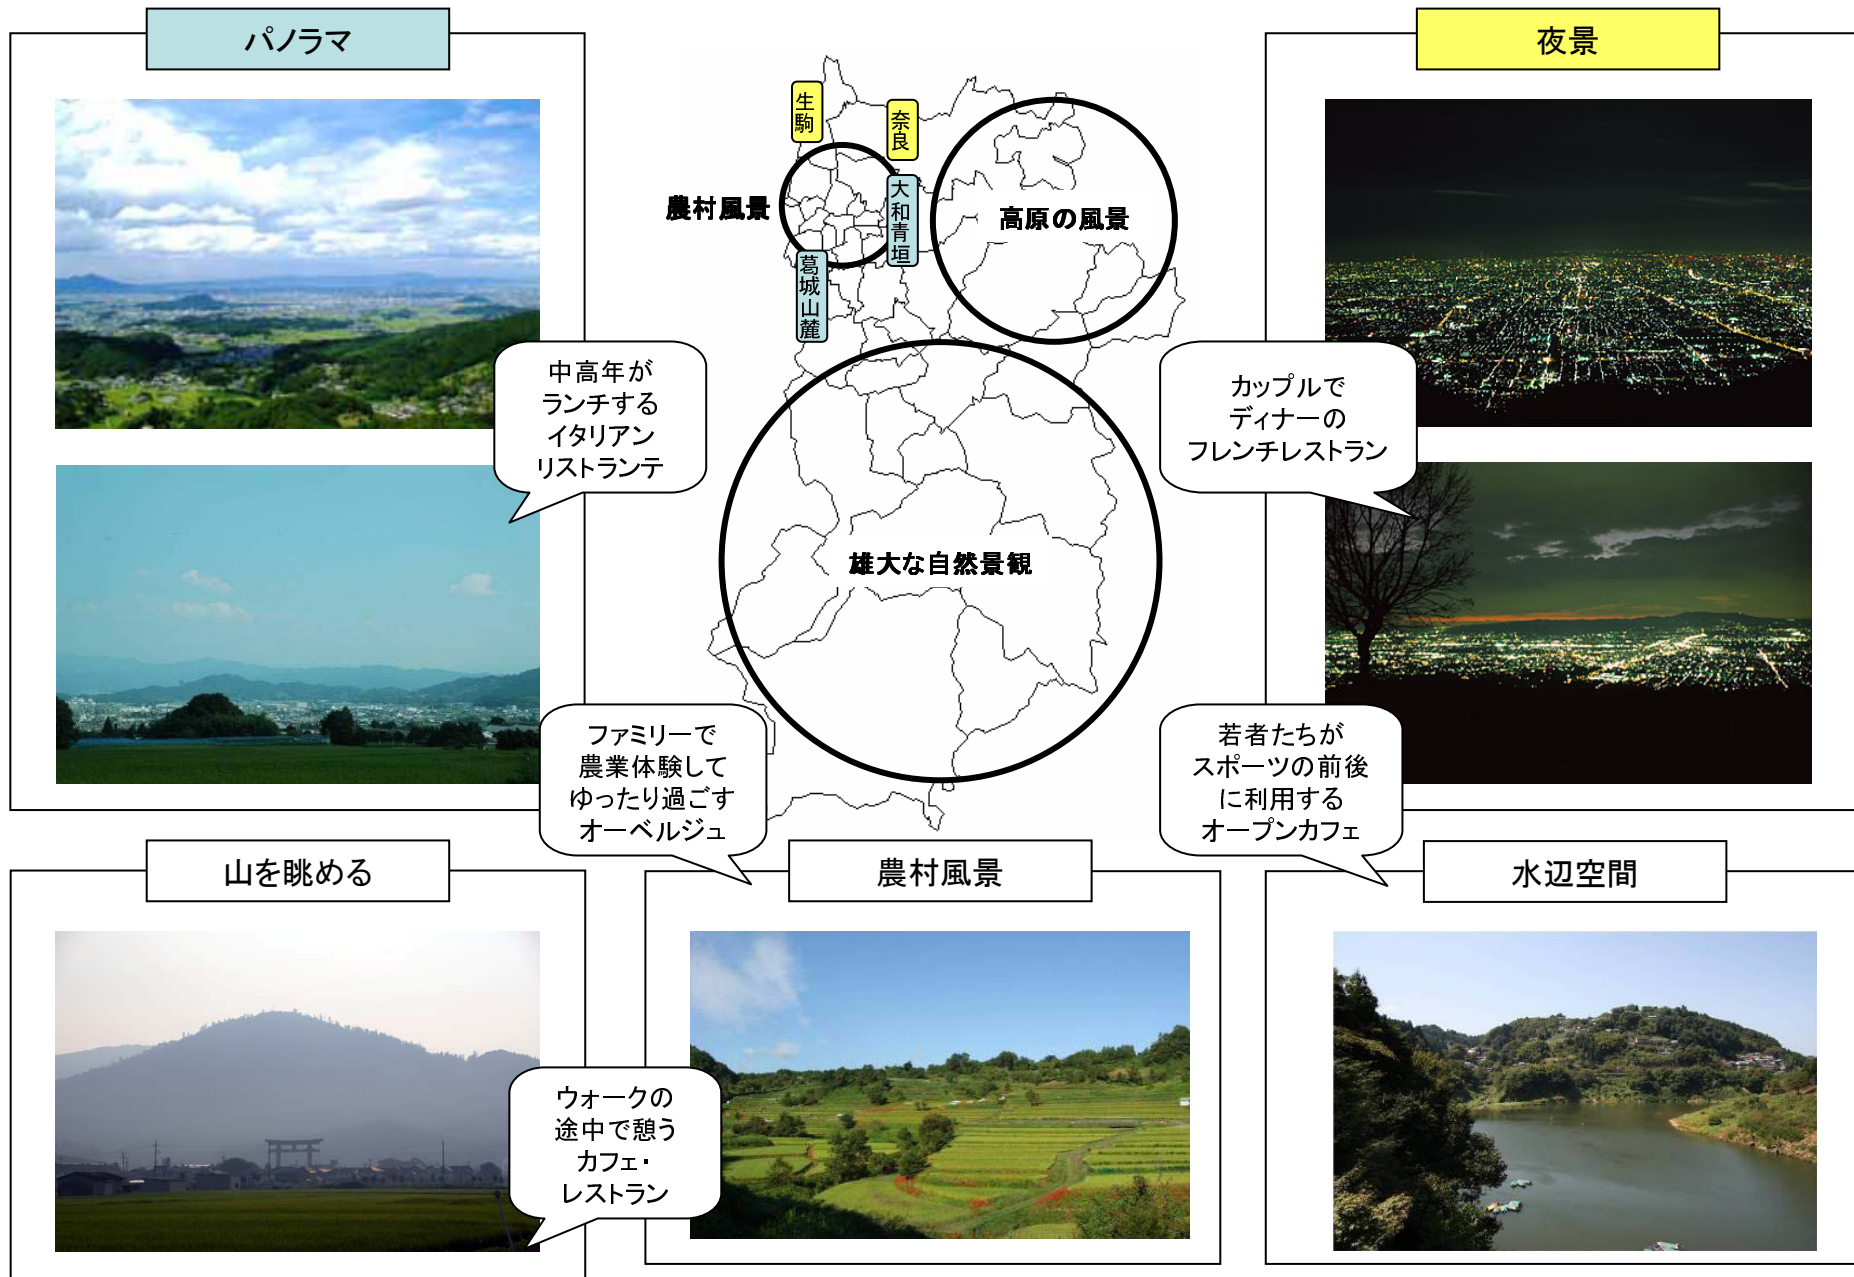 パノラマ
中高年が
ランチする
イタリアン
リストランテ
生駒
奈良
農村風景
大和青垣
葛城山麓
高原の風景
雄大な自然景観
夜景
カップルで
ディナーの
フレンチレストラン
ファミリーで
農業体験して
ゆったり過ごす
オーベルジュ
若者たちが
スポーツの前後
に利用する
オープンカフェ
山を眺める
ウォークの
途中で憩う
カフェ・
レストラン
農村風景
水辺空間